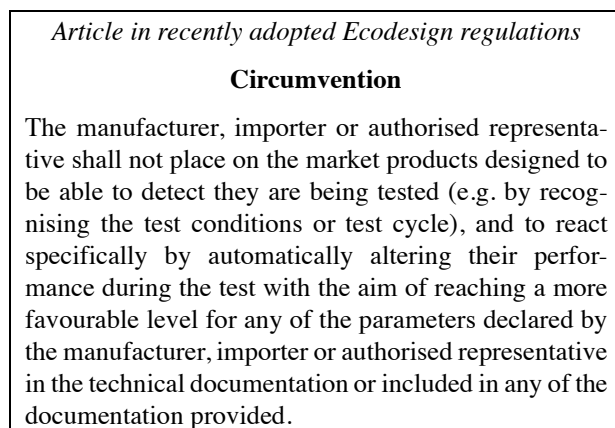 Article in recently adopted Ecodesign regulations
Circumvention
The manufacturer, importer or authorised representa-
tive shall not place on the market products designed to
be able to detect they are being tested (e.g. by recog-
nising the test conditions or test cycle), and to react
specifically by automatically altering their perfor-
mance during the test with the aim of reaching a more
favourable level for any of the parameters declared by
the manufacturer, importer or authorised representative
in the technical documentation or included in any of the
documentation provided.